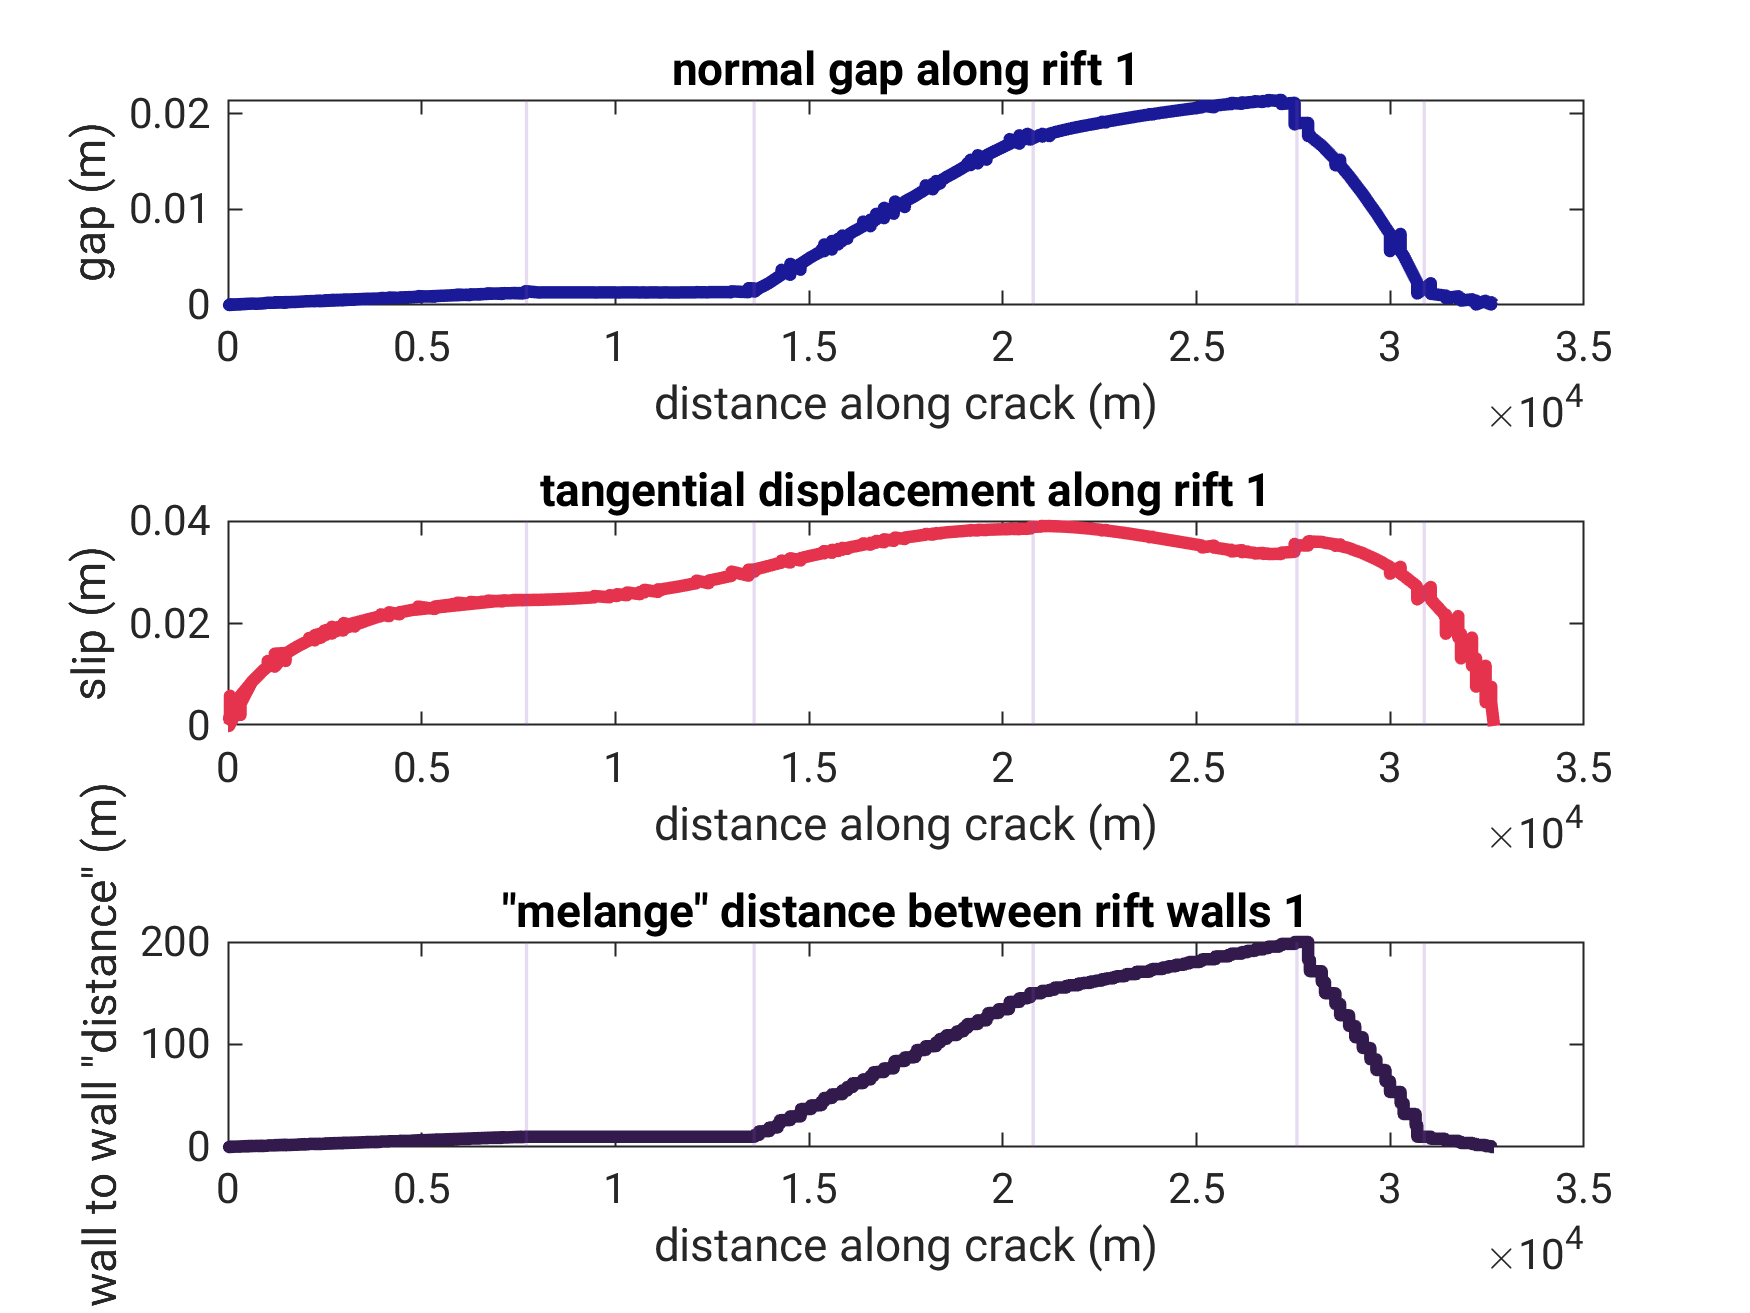 normal gap along rift 1
gap (m)
0.02
0.01
0
0 0.5 1 1.5 2 2.5 3 3.5
distance along crack (m)
×10^4
tangential displacement along rift 1
slip (m)
0.04
0.02
0
0 0.5 1 1.5 2 2.5 3 3.5
distance along crack (m)
×10^4
"melange" distance between rift walls 1
wall to wall "distance" (m)
200
100
0
0 0.5 1 1.5 2 2.5 3 3.5
distance along crack (m)
×10^4